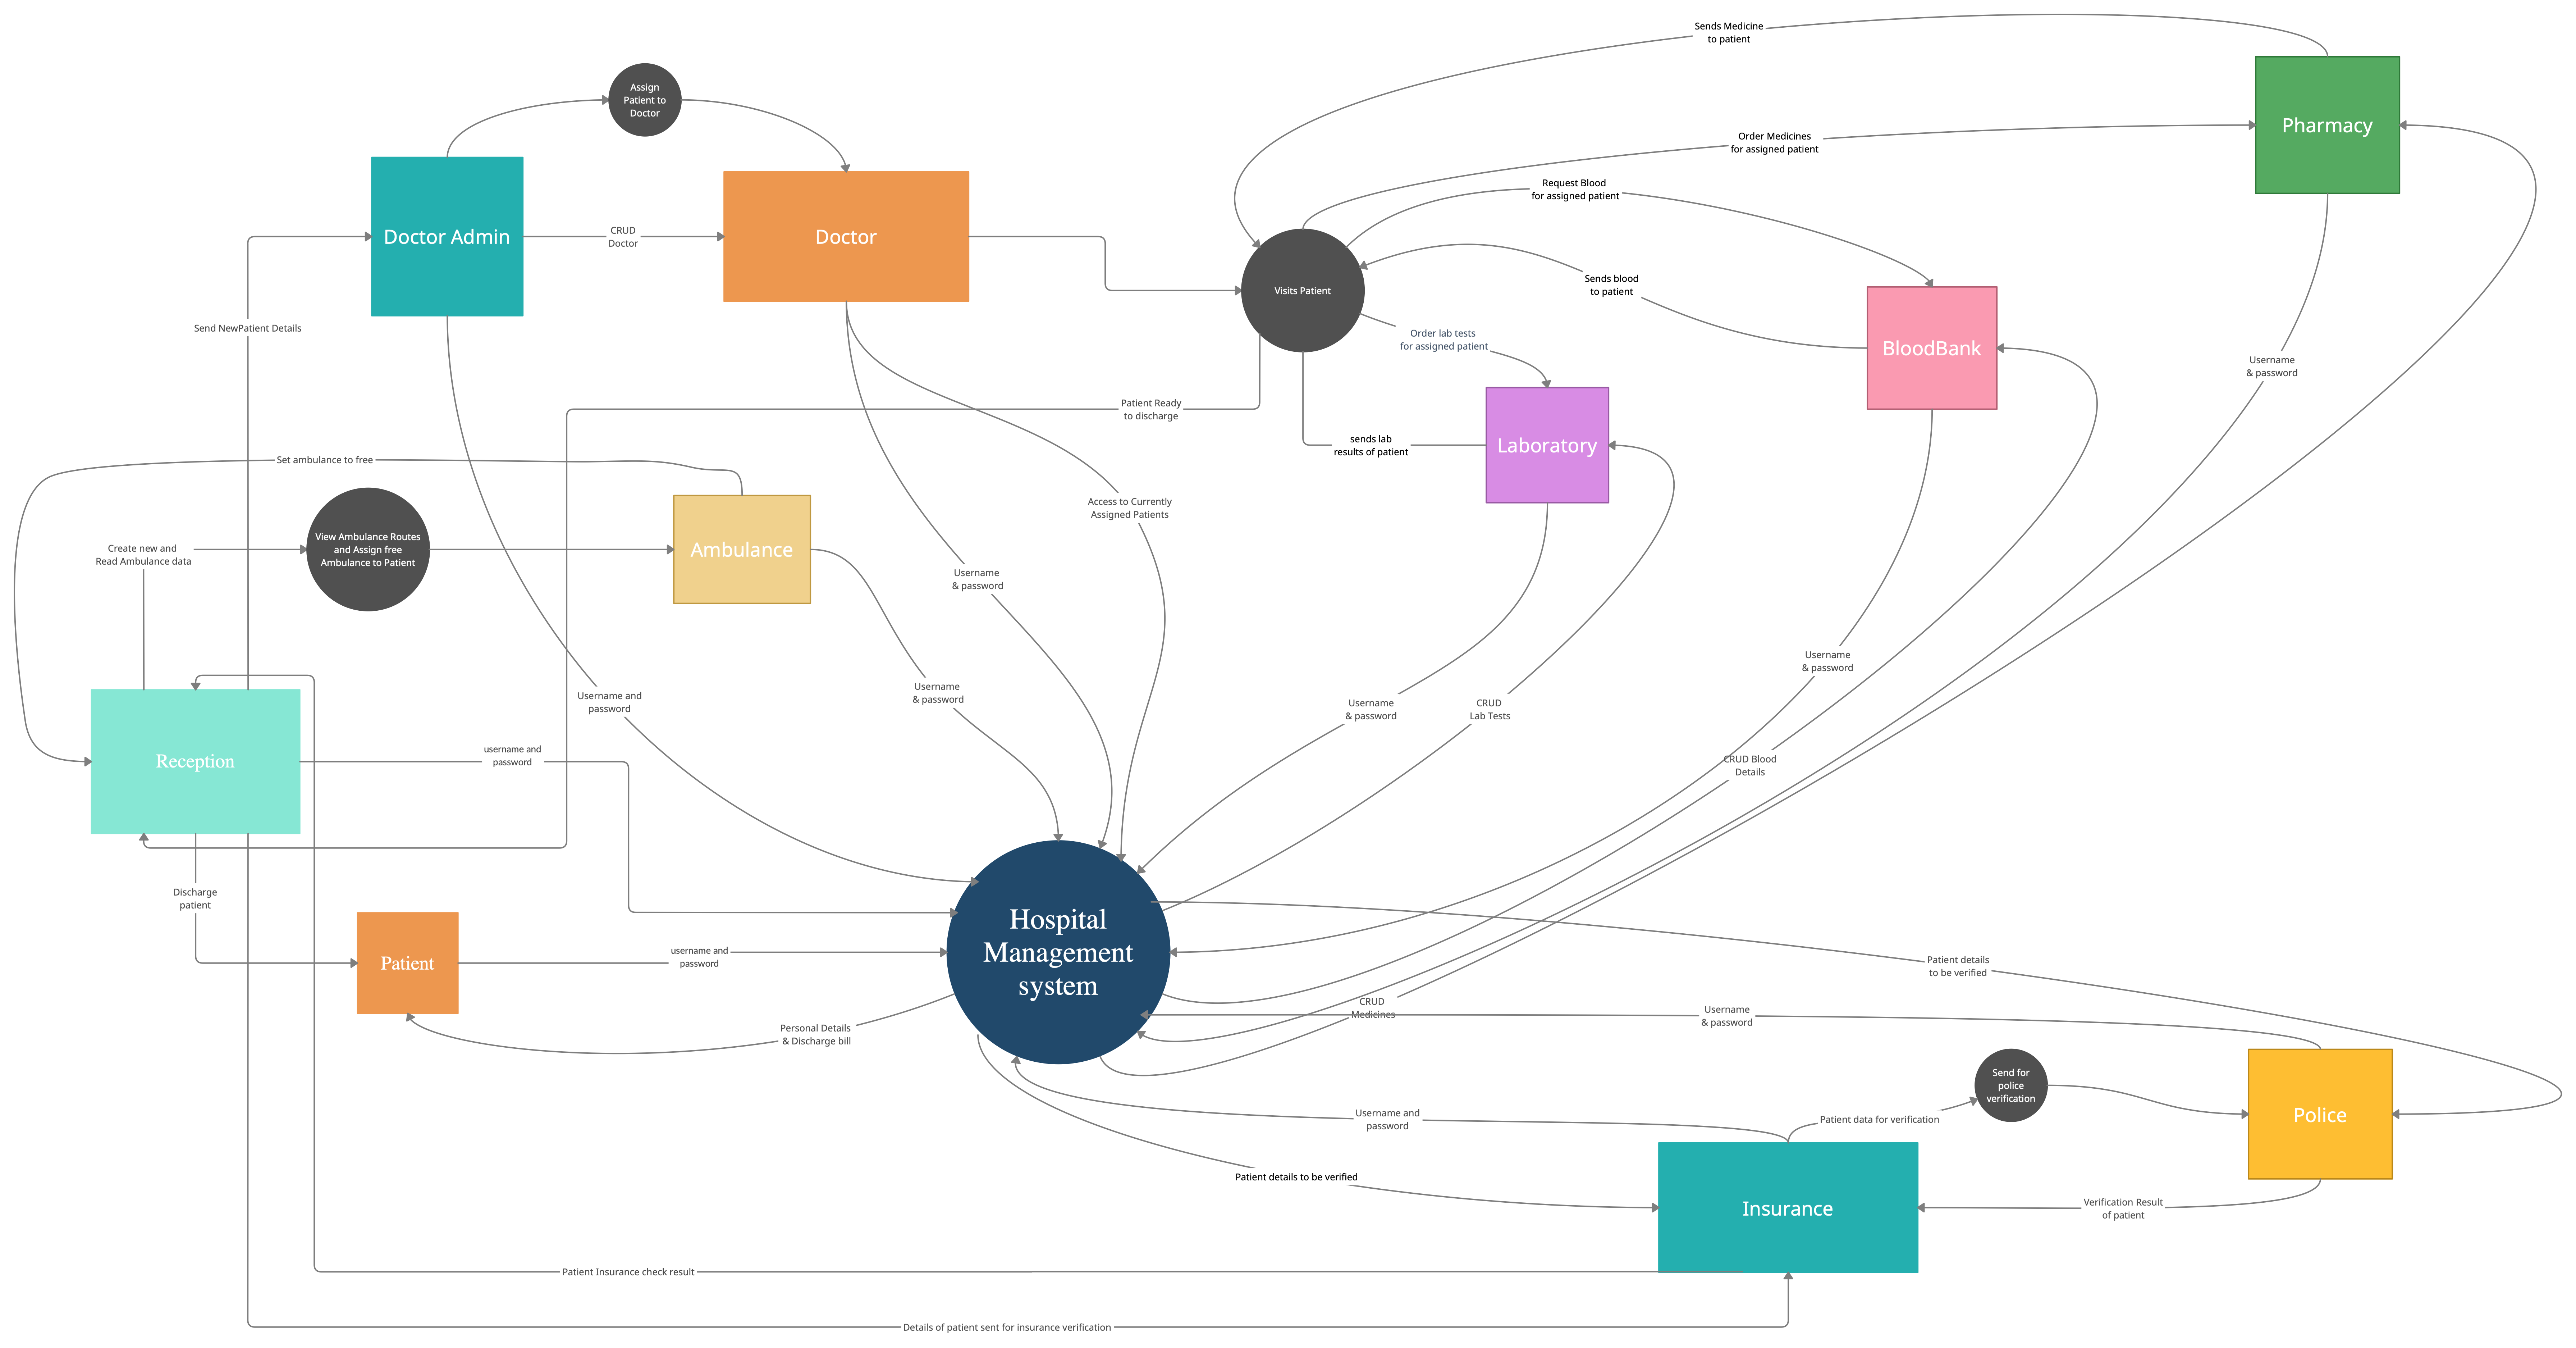 Sends Medicine
to patient
Assign
Patient to
Doctor
Pharmacy
Order Medicines
for assigned patient
Request Blood
for assigned patient
Doctor Admin
CRUD
Doctor
Doctor
Visits Patient
Sends blood
to patient
Send NewPatient Details
Order lab tests
for assigned patient
BloodBank
Username
& password
Patient Ready
to discharge
sends lab
results of patient
Laboratory
Set ambulance to free
Access to Currently
Assigned Patients
Create new and
Read Ambulance data
View Ambulance Routes
and Assign free
Ambulance to Patient
Ambulance
Username
& password
Username
& password
Username and
password
Username
& password
Username
& password
CRUD
Lab Tests
Reception
username and
password
CRUD Blood
Details
Discharge
patient
Hospital
Management
system
Patient
username and
password
Patient details
to be verified
Personal Details
& Discharge bill
CRUD
Medicines
Username
& password
Send for
police
verification
Username and
password
Patient data for verification
Police
Patient details to be verified
Insurance
Verification Result
of patient
Patient Insurance check result
Details of patient sent for insurance verification